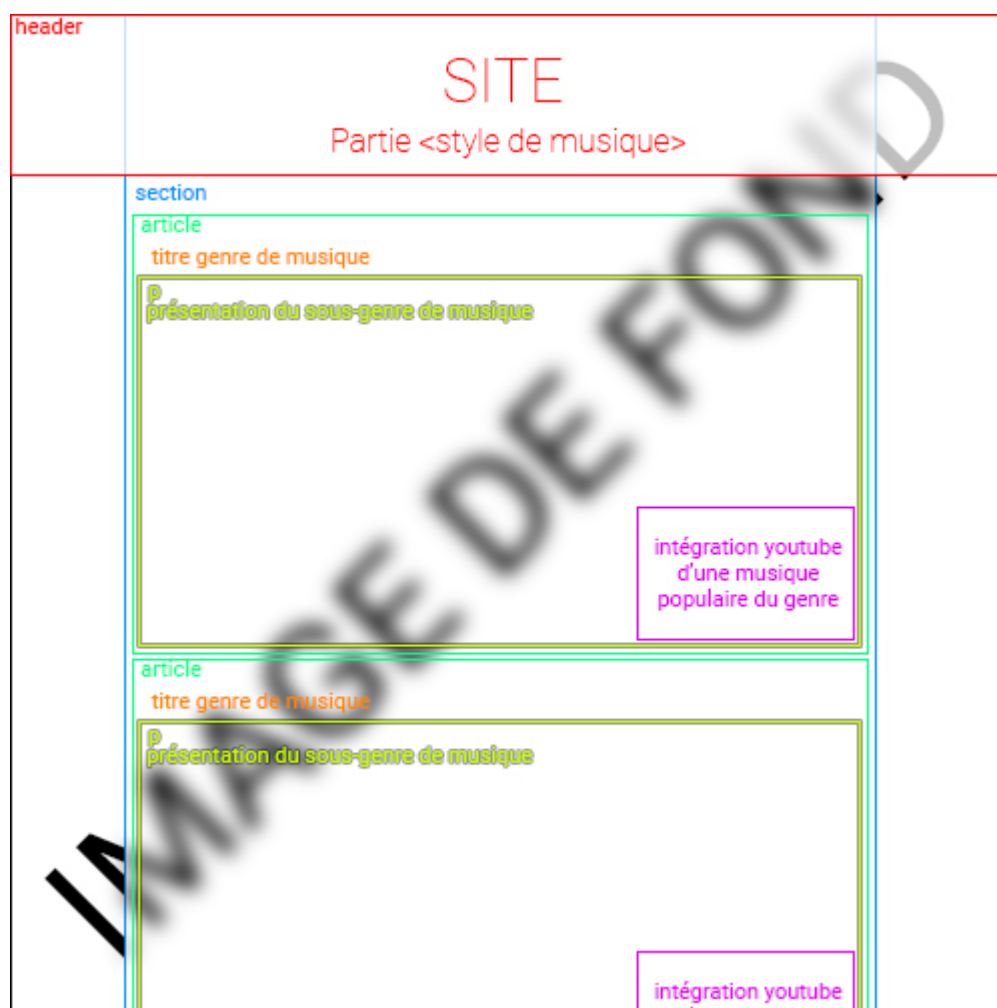 header
SITE
Partie <style de musique>
section
article
titre genre de musique
p
présentation du sous-genre de musique
intégration youtube
d'une musique
populaire du genre
article
titre genre de musique
p
présentation du sous-genre de musique
intégration youtube
IMAGE DE FOND